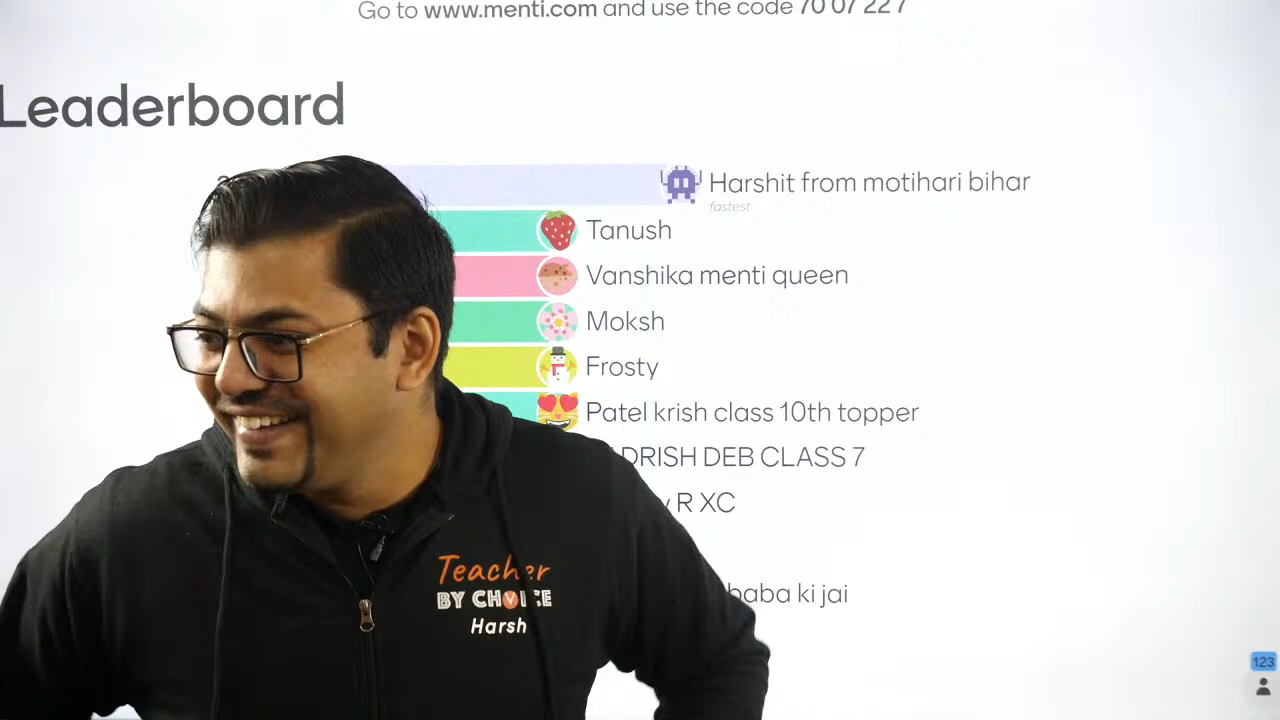 Go to www.menti.com and use the code 70 07 22 7
Leaderboard
Harshit from motihari bihar
fastest
Tanush
Vanshika menti queen
Moksh
Frosty
Patel krish class 10th topper
DRISH DEB CLASS 7
R XC
baba ki jai
Teacher
BY CHOICE
Harsh
123